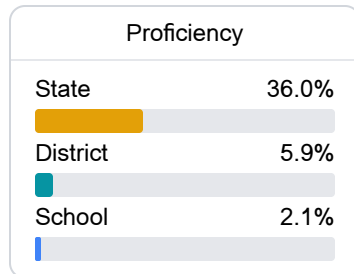 Proficiency
State 36.0%
District 5.9%
School 2.1%